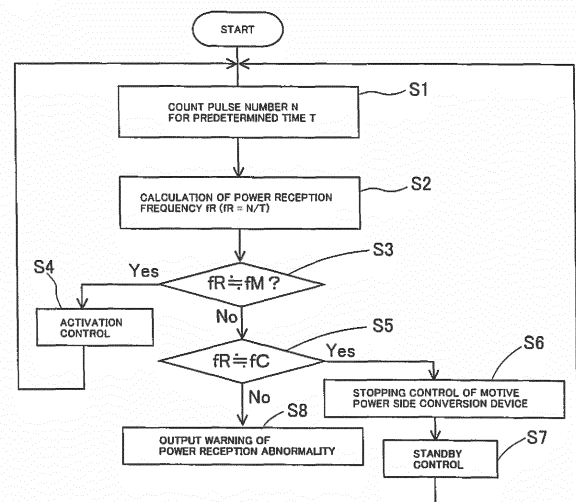 START
S1
COUNT PULSE NUMBER N
FOR PREDETERMINED TIME T
S2
CALCULATION OF POWER RECEPTION
FREQUENCY fR (fR = N/T)
S3
fR≒fM ?
Yes
S4
ACTIVATION
CONTROL
No
S5
fR≒fC
Yes
S6
STOPPING CONTROL OF MOTIVE
POWER SIDE CONVERSION DEVICE
No
S8
OUTPUT WARNING OF
POWER RECEPTION ABNORMALITY
S7
STANDBY
CONTROL